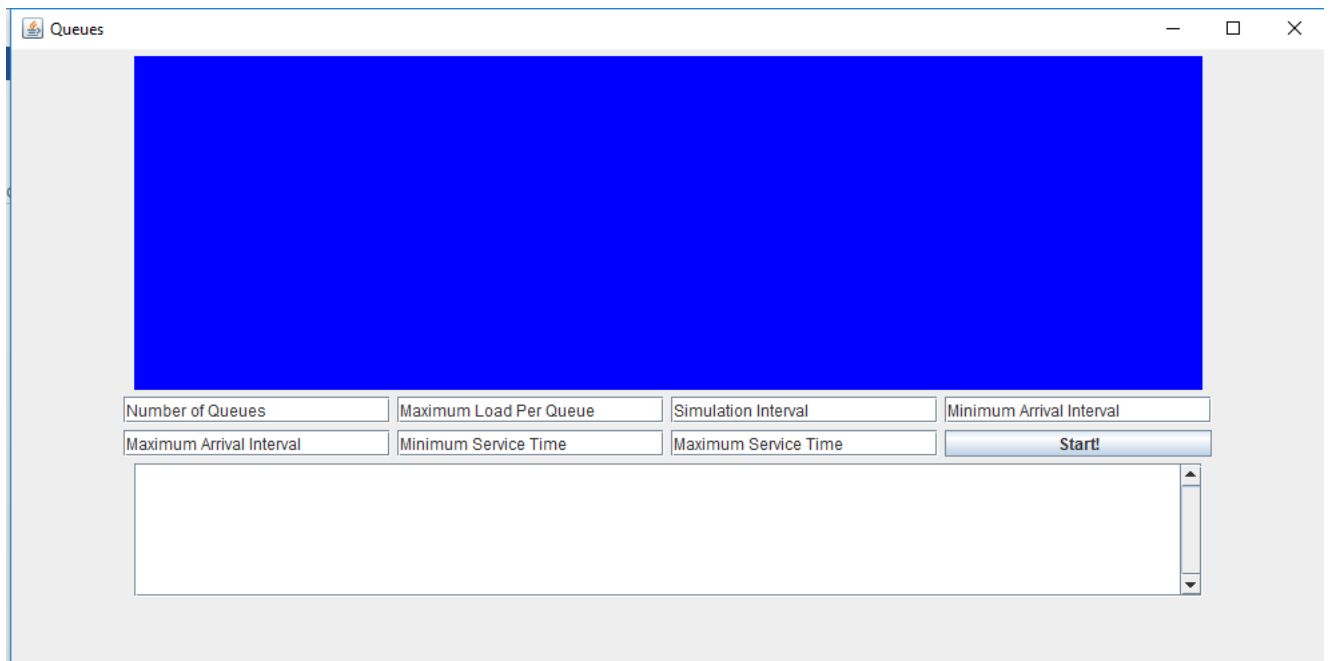 Queues
Number of Queues Maximum Load Per Queue Simulation Interval Minimum Arrival Interval
Maximum Arrival Interval Minimum Service Time Maximum Service Time Start!